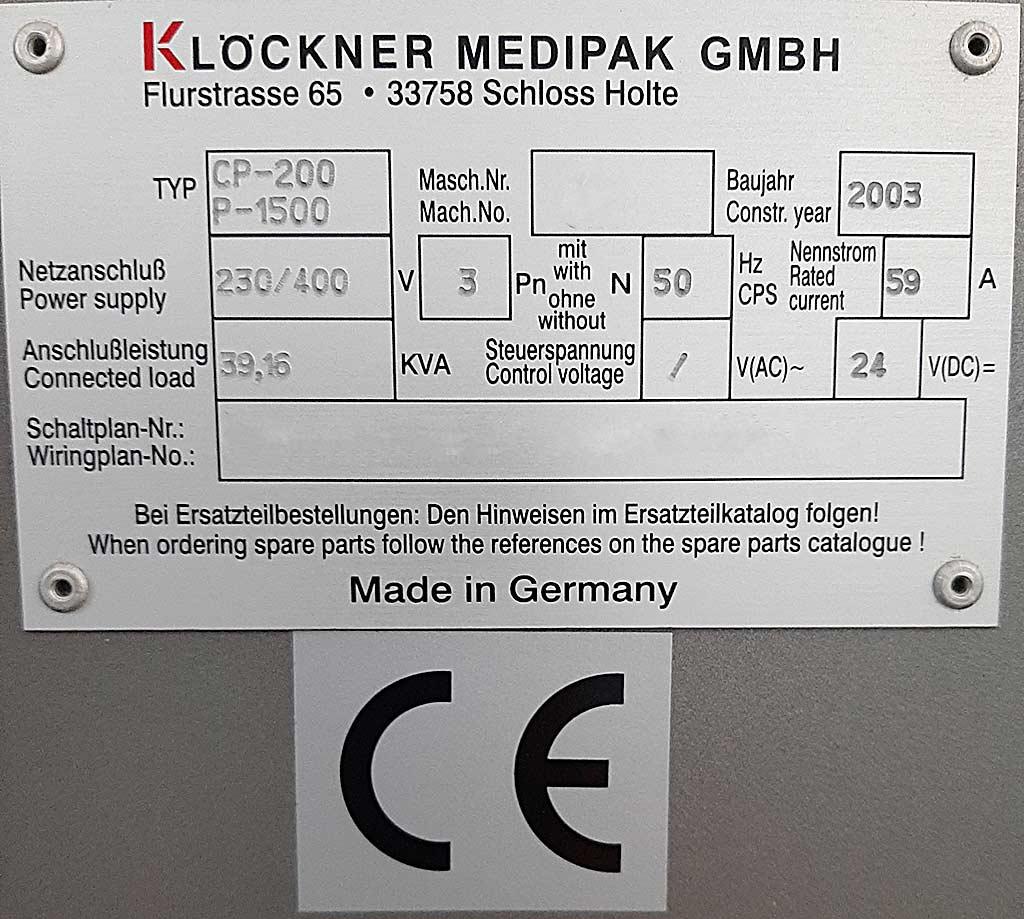 KLÖCKNER MEDIPAK GMBH
Flurstrasse 65 • 33758 Schloss Holte
TYP CP-200 P-1500
Masch.Nr.
Mach.No.
Baujahr
Constr. year 2003
Netzanschluß
Power supply 230/400 V 3 Pn
mit
with
ohne
without
N 50 Hz
CPS
Nennstrom
Rated
current 59 A
Anschlußleistung
Connected load 39,16 KVA
Steuerspannung
Control voltage / V(AC)~ 24 V(DC)=
Schaltplan-Nr.:
Wiringplan-No.:
Bei Ersatzteilbestellungen: Den Hinweisen im Ersatzteilkatalog folgen!
When ordering spare parts follow the references on the spare parts catalogue !
Made in Germany
CE